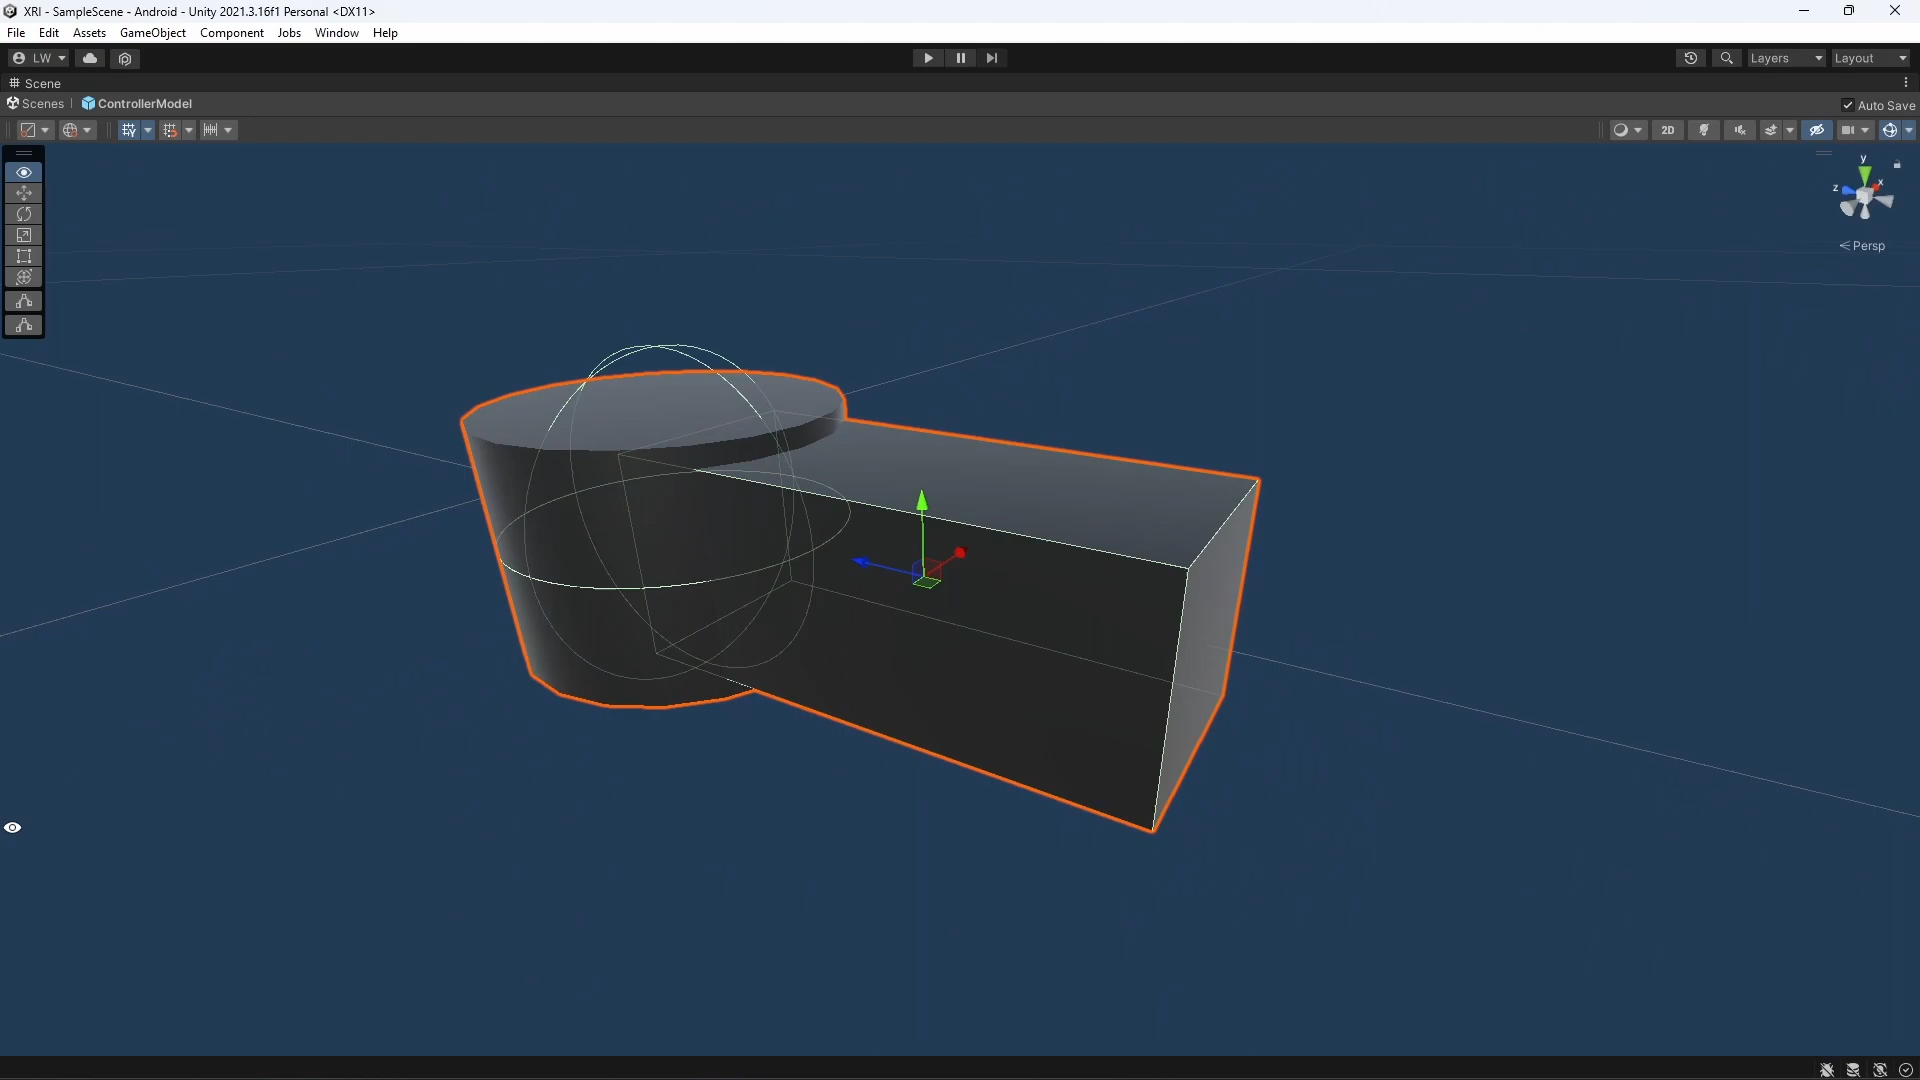 XRI - SampleScene - Android - Unity 2021.3.16f1 Personal <DX11>
File Edit Assets GameObject Component Jobs Window Help
LW Layers Layout
Scene
Scenes ControllerModel Auto Save
2D
y
x
z
Persp